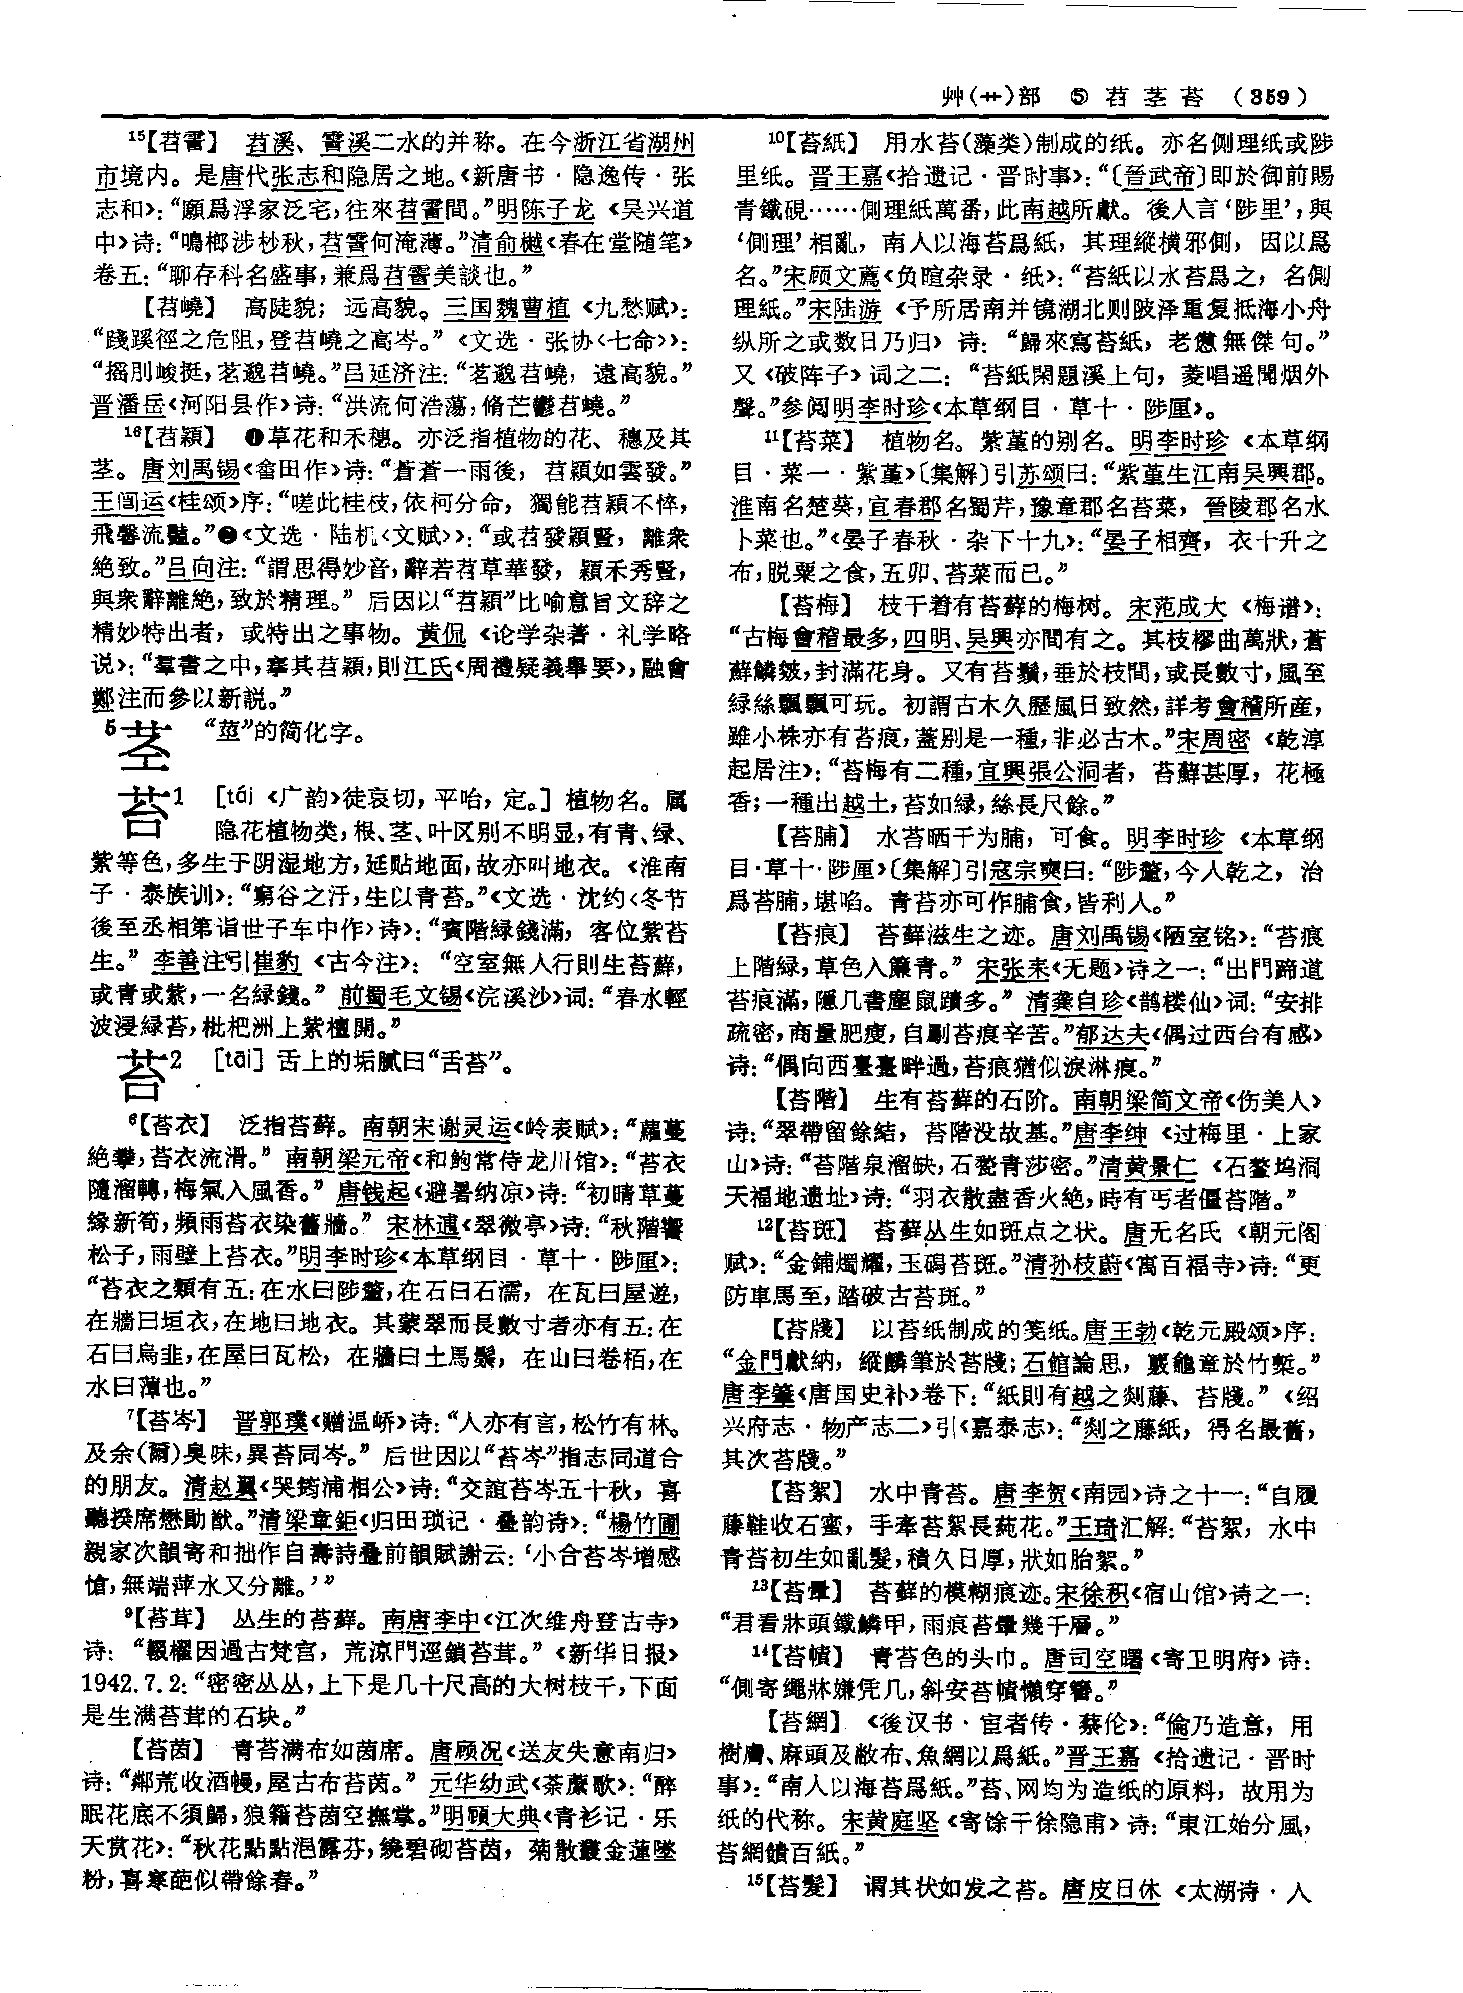 艸(艹)部 ⑤ 苕 茎 苔 (359)
15【苕霅】 苕溪、霅溪二水的并称。在今浙江省湖州
市境内。是唐代张志和隐居之地。《新唐书·隐逸传·张
志和》：“願爲浮家泛宅，往來苕霅間。”明陈子龙《吴兴道
中》诗：“鳴榔涉杪秋，苕霅何淹薄。”清俞樾《春在堂随笔》
卷五：“聊存科名盛事，兼爲苕霅美談也。”
【苕嶢】 高陡貌；远高貌。三国魏曹植《九愁赋》：
“踐蹊徑之危阻，登苕嶢之高岑。”《文选·张协〈七命〉》：
“搖刖峻挺，茗邈苕嶢。”吕延济注：“茗邈苕嶢，遠高貌。”
晋潘岳《河阳县作》诗：“洪流何浩蕩，脩芒鬱苕嶢。”
16【苕穎】 ❶草花和禾穗。亦泛指植物的花、穗及其
茎。唐刘禹锡《畲田作》诗：“蒼蒼一雨後，苕穎如雲發。”
王闿运《桂颂》序：“嗟此桂枝，依柯分命，獨能苕穎不悴，
飛馨流豔。”❷《文选·陆机〈文赋〉》：“或苕發穎豎，離衆
絶致。”吕向注：“謂思得妙音，辭若苕草華發，穎禾秀豎，
與衆辭離絶，致於精理。”后因以“苕穎”比喻意旨文辞之
精妙特出者，或特出之事物。黄侃《论学杂著·礼学略
说》：“羣書之中，搴其苕穎，則江氏《周禮疑義舉要》，融會
鄭注而參以新説。”
5茎 “莖”的简化字。
苔1 [tái 《广韵》徒哀切，平咍，定。] 植物名。属
隐花植物类，根、茎、叶区别不明显，有青、绿、
紫等色，多生于阴湿地方，延贴地面，故亦叫地衣。《淮南
子·泰族训》：“窮谷之汙，生以青苔。”《文选·沈约〈冬节
後至丞相第诣世子车中作〉诗》：“賓階緑錢滿，客位紫苔
生。”李善注引崔豹《古今注》：“空室無人行則生苔蘚，
或青或紫，一名緑錢。”前蜀毛文锡《浣溪沙》词：“春水輕
波浸緑苔，枇杷洲上紫檀開。”
苔2 [tāi] 舌上的垢腻曰“舌苔”。
6【苔衣】 泛指苔藓。南朝宋谢灵运《岭表赋》：“蘿蔓
絶攀，苔衣流滑。”南朝梁元帝《和鲍常侍龙川馆》：“苔衣
隨溜轉，梅氣入風香。”唐钱起《避暑纳凉》诗：“初晴草蔓
緣新筍，頻雨苔衣染舊牆。”宋林逋《翠微亭》诗：“秋階響
松子，雨壁上苔衣。”明李时珍《本草纲目·草十·陟厘》：
“苔衣之類有五：在水曰陟釐，在石曰石濡，在瓦曰屋遊，
在牆曰垣衣，在地曰地衣。其蒙翠而長數寸者亦有五：在
石曰烏韭，在屋曰瓦松，在牆曰土馬騣，在山曰卷栢，在
水曰薄也。”
7【苔岑】 晋郭璞《赠温峤》诗：“人亦有言，松竹有林。
及余(爾)臭味，異苔同岑。”后世因以“苔岑”指志同道合
的朋友。清赵翼《哭筠浦相公》诗：“交誼苔岑五十秋，喜
聽揆席懋勛猷。”清梁章鉅《归田琐记·叠韵诗》：“楊竹圃
親家次韻寄和拙作自壽詩疊前韻賦謝云：‘小合苔岑增感
愴，無端萍水又分離。’”
9【苔茸】 丛生的苔藓。南唐李中《江次维舟登古寺》
诗：“輟櫂因過古梵宫，荒涼門逕鎖苔茸。”《新华日报》
1942.7.2：“密密丛丛，上下是几十尺高的大树枝干，下面
是生满苔茸的石块。”
【苔茵】 青苔满布如茵席。唐顾况《送友失意南归》
诗：“鄰荒收酒幔，屋古布苔茵。”元华幼武《荼䕷歌》：“醉
眠花底不須歸，狼籍苔茵空撫掌。”明顾大典《青衫记·乐
天赏花》：“秋花點點浥露芬，繞碧砌苔茵，菊散叢金蓮墜
粉，喜寒葩似帶餘春。”
10【苔紙】 用水苔(藻类)制成的纸。亦名侧理纸或陟
里纸。晋王嘉《拾遗记·晋时事》：“〔晉武帝〕即於御前賜
青鐵硯……側理紙萬番，此南越所獻。後人言‘陟里’，與
‘側理’相亂，南人以海苔爲紙，其理縱横邪側，因以爲
名。”宋顾文薦《负暄杂录·纸》：“苔紙以水苔爲之，名側
理紙。”宋陆游《予所居南并镜湖北则陂泽重复抵海小舟
纵所之或数日乃归》诗：“歸來寫苔紙，老憊無傑句。”
又《破阵子》词之二：“苔紙閑題溪上句，菱唱遥聞烟外
聲。”参阅明李时珍《本草纲目·草十·陟厘》。
11【苔菜】 植物名。紫菫的别名。明李时珍《本草纲
目·菜一·紫菫》〔集解〕引苏颂曰：“紫菫生江南吴興郡。
淮南名楚葵，宜春郡名蜀芹，豫章郡名苔菜，晉陵郡名水
卜菜也。”《晏子春秋·杂下十九》：“晏子相齊，衣十升之
布，脱粟之食，五卯、苔菜而已。”
【苔梅】 枝干着有苔藓的梅树。宋范成大《梅谱》：
“古梅會稽最多，四明、吴興亦間有之。其枝樛曲萬狀，蒼
蘚鱗皴，封滿花身。又有苔鬚，垂於枝間，或長數寸，風至
緑絲飄飄可玩。初謂古木久歷風日致然，詳考會稽所産，
雖小株亦有苔痕，蓋别是一種，非必古木。”宋周密《乾淳
起居注》：“苔梅有二種，宜興張公洞者，苔蘚甚厚，花極
香；一種出越土，苔如緑，絲長尺餘。”
【苔脯】 水苔晒干为脯，可食。明李时珍《本草纲
目·草十·陟厘》〔集解〕引寇宗奭曰：“陟釐，今人乾之，治
爲苔脯，堪啗。青苔亦可作脯食，皆利人。”
【苔痕】 苔藓滋生之迹。唐刘禹锡《陋室铭》：“苔痕
上階緑，草色入簾青。”宋张耒《无题》诗之一：“出門蹄道
苔痕滿，隱几書塵鼠蹟多。”清龚自珍《鹊楼仙》词：“安排
疏密，商量肥瘦，自劚苔痕辛苦。”郁达夫《偶过西台有感》
诗：“偶向西臺臺畔過，苔痕猶似淚淋痕。”
【苔階】 生有苔藓的石阶。南朝梁简文帝《伤美人》
诗：“翠帶留餘結，苔階没故基。”唐李绅《过梅里·上家
山》诗：“苔階泉溜缺，石甃青莎密。”清黄景仁《石鳌坞洞
天福地遗址》诗：“羽衣散盡香火絶，時有丐者僵苔階。”
12【苔斑】 苔藓丛生如斑点之状。唐无名氏《朝元阁
赋》：“金鋪燭耀，玉碣苔斑。”清孙枝蔚《寓百福寺》诗：“更
防車馬至，踏破古苔斑。”
【苔牋】 以苔纸制成的笺纸。唐王勃《乾元殿颂》序：
“金門獻納，縱麟筆於苔牋；石館論思，覈龜章於竹槧。”
唐李肇《唐国史补》卷下：“紙則有越之剡藤、苔牋。”《绍
兴府志·物产志二》引《嘉泰志》：“剡之藤紙，得名最舊，
其次苔牋。”
【苔絮】 水中青苔。唐李贺《南园》诗之十一：“自履
藤鞋收石蜜，手牽苔絮長蒓花。”王琦汇解：“苔絮，水中
青苔初生如亂髮，積久日厚，狀如胎絮。”
13【苔暈】 苔藓的模糊痕迹。宋徐积《宿山馆》诗之一：
“君看牀頭鐵鱗甲，雨痕苔暈幾千層。”
14【苔幘】 青苔色的头巾。唐司空曙《寄卫明府》诗：
“側寄繩牀嫌凭几，斜安苔幘懶穿簪。”
【苔網】 《後汉书·宦者传·蔡伦》：“倫乃造意，用
樹膚、麻頭及敝布、魚網以爲紙。”晋王嘉《拾遗记·晋时
事》：“南人以海苔爲紙。”苔、网均为造纸的原料，故用为
纸的代称。宋黄庭坚《寄馀干徐隐甫》诗：“東江始分風，
苔網饋百紙。”
15【苔髮】 谓其状如发之苔。唐皮日休《太湖诗·人